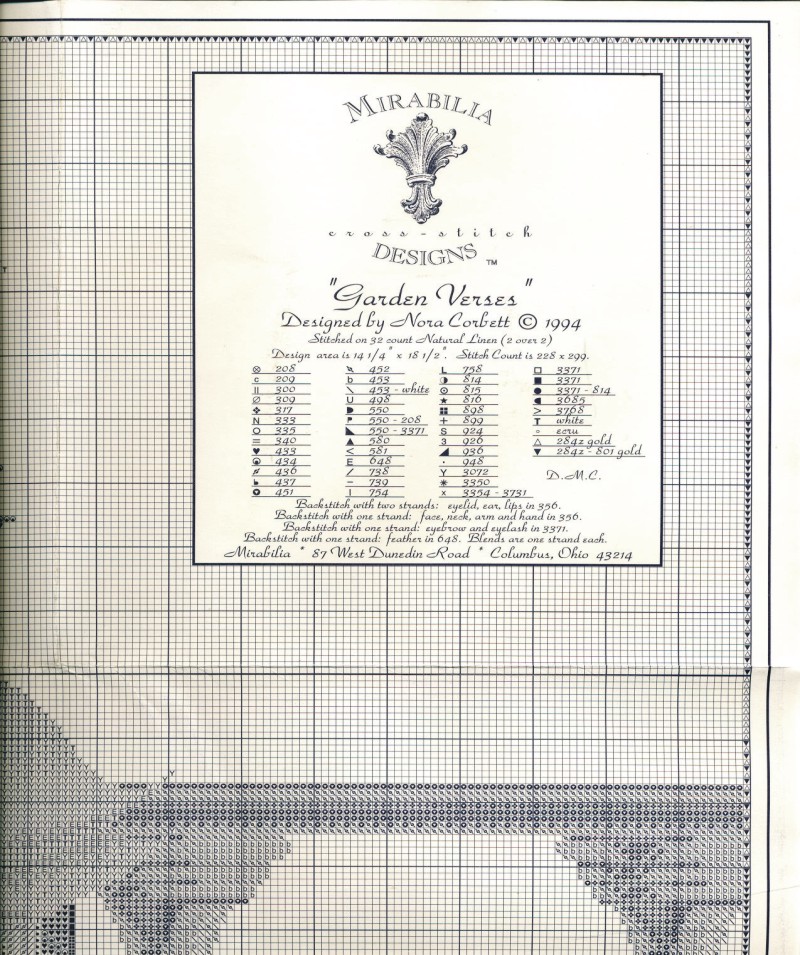 MIRABILIA
cross-stitch
DESIGNS ™
"Garden Verses"
Designed by Nora Corbett © 1994
Stitched on 32 count Natural Linen (2 over 2)
Design area is 14 1/4" x 18 1/2". Stitch Count is 228 x 299.
⊗ 208 452 L 758 □ 3371
c 209 b 453 ◑ 814 ■ 3371
|| 300 \ 453 - white ⊙ 815 ● 3371 - 814
∅ 309 U 498 ★ 816 3685
❖ 317 550 898 > 3768
N 333 P 550 - 208 + 899 T white
O 335 ◣ 550 - 3371 S 924 ∘ ecru
= 340 ▲ 580 3 926 △ 284z gold
♥ 433 < 581 ◢ 936 ▼ 284z - 801 gold
434 E 648 · 948
436 / 738 Y 3072 D.M.C.
437 – 739 ✳ 3350
451 | 754 x 3354 - 3731
Backstitch with two strands: eyelid, ear, lips in 356.
Backstitch with one strand: face, neck, arm and hand in 356.
Backstitch with one strand: eyebrow and eyelash in 3371.
Backstitch with one strand: feather in 648. Blends are one strand each.
Mirabilia * 87 West Dunedin Road * Columbus, Ohio 43214